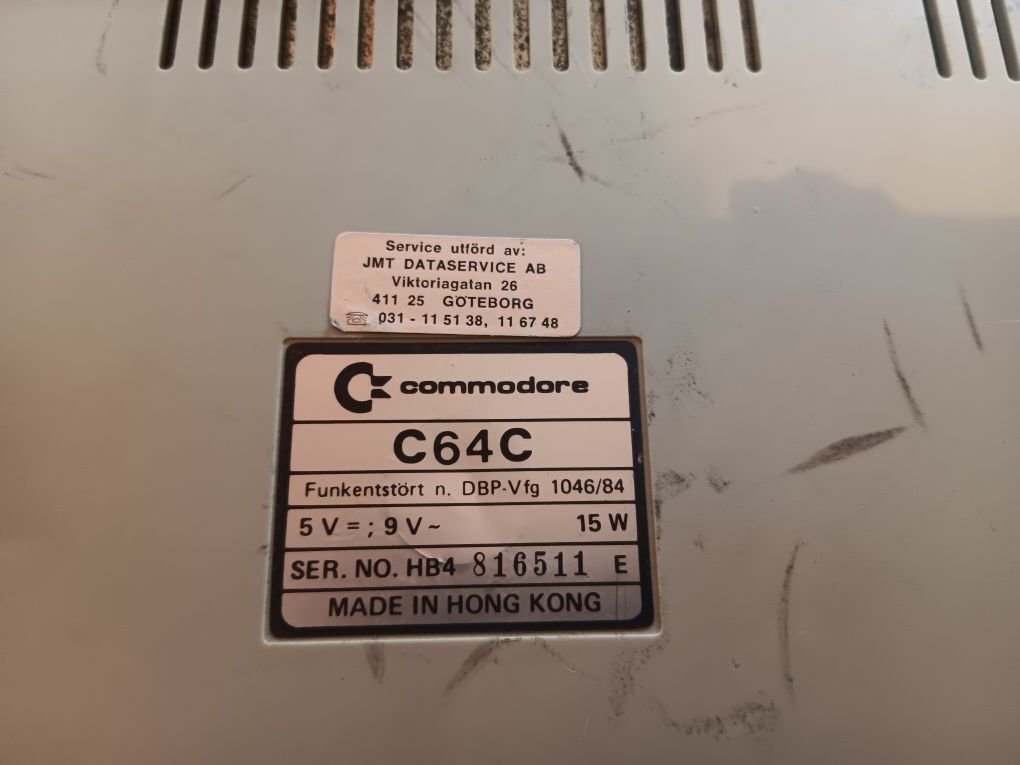 Service utförd av:
JMT DATASERVICE AB
Viktoriagatan 26
411 25 GÖTEBORG
☏ 031 - 11 51 38, 11 67 48
commodore
C64C
Funkentstört n. DBP-Vfg 1046/84
5 V = ; 9 V ~ 15 W
SER. NO. HB4 816511 E
MADE IN HONG KONG